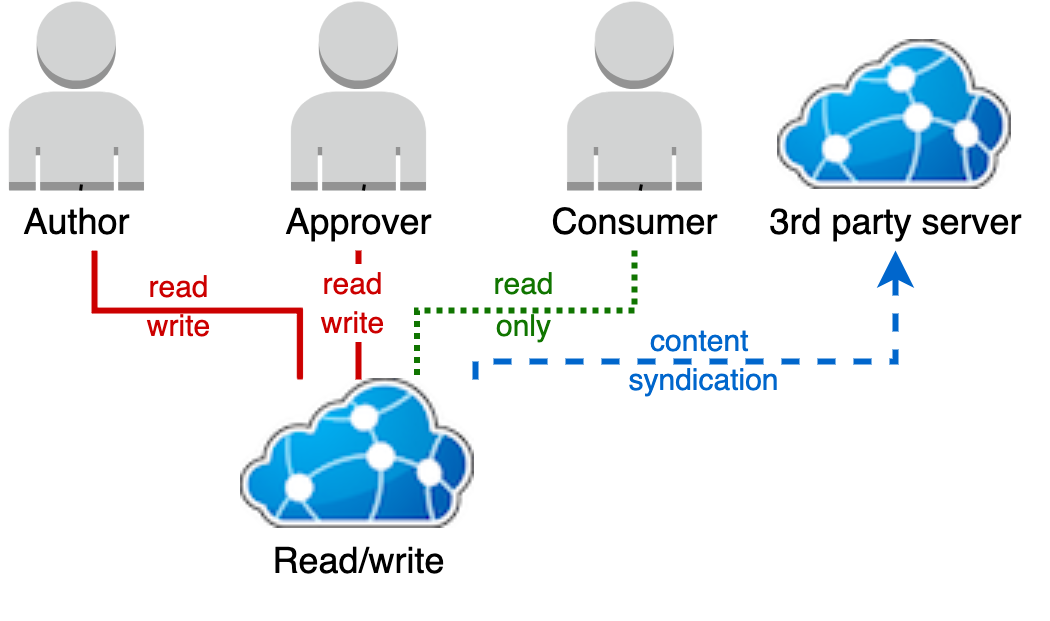 Author
Approver
Consumer
3rd party server
read
write
read
write
read
only
content
syndication
Read/write